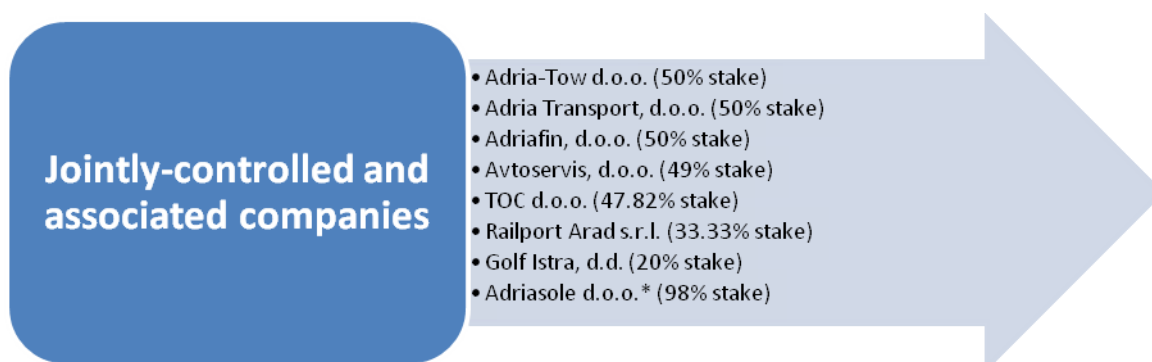 Jointly-controlled and
associated companies
• Adria-Tow d.o.o. (50% stake)
• Adria Transport, d.o.o. (50% stake)
• Adriafin, d.o.o. (50% stake)
• Avtoservis, d.o.o. (49% stake)
• TOC d.o.o. (47.82% stake)
• Railport Arad s.r.l. (33.33% stake)
• Golf Istra, d.d. (20% stake)
• Adriasole d.o.o.* (98% stake)